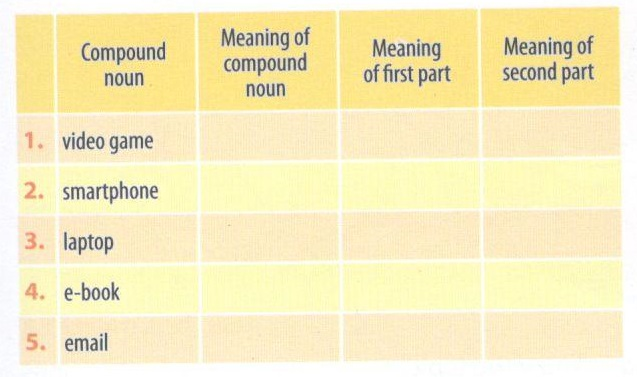 Compound
noun
Meaning of
compound
noun
Meaning
of first part
Meaning of
second part
1. video game
2. smartphone
3. laptop
4. e-book
5. email